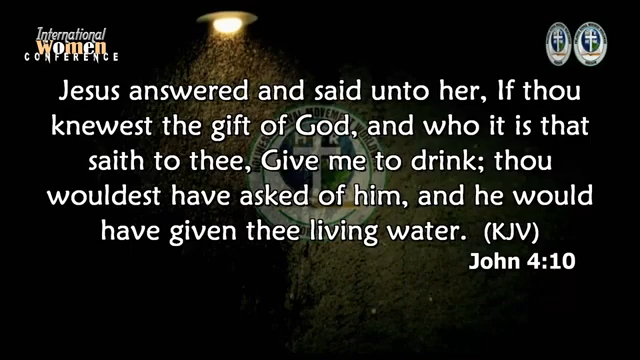 International
Women
CONFERENCE
Jesus answered and said unto her, If thou
knewest the gift of God, and who it is that
saith to thee, Give me to drink; thou
wouldest have asked of him, and he would
have given thee living water. (KJV)
John 4:10